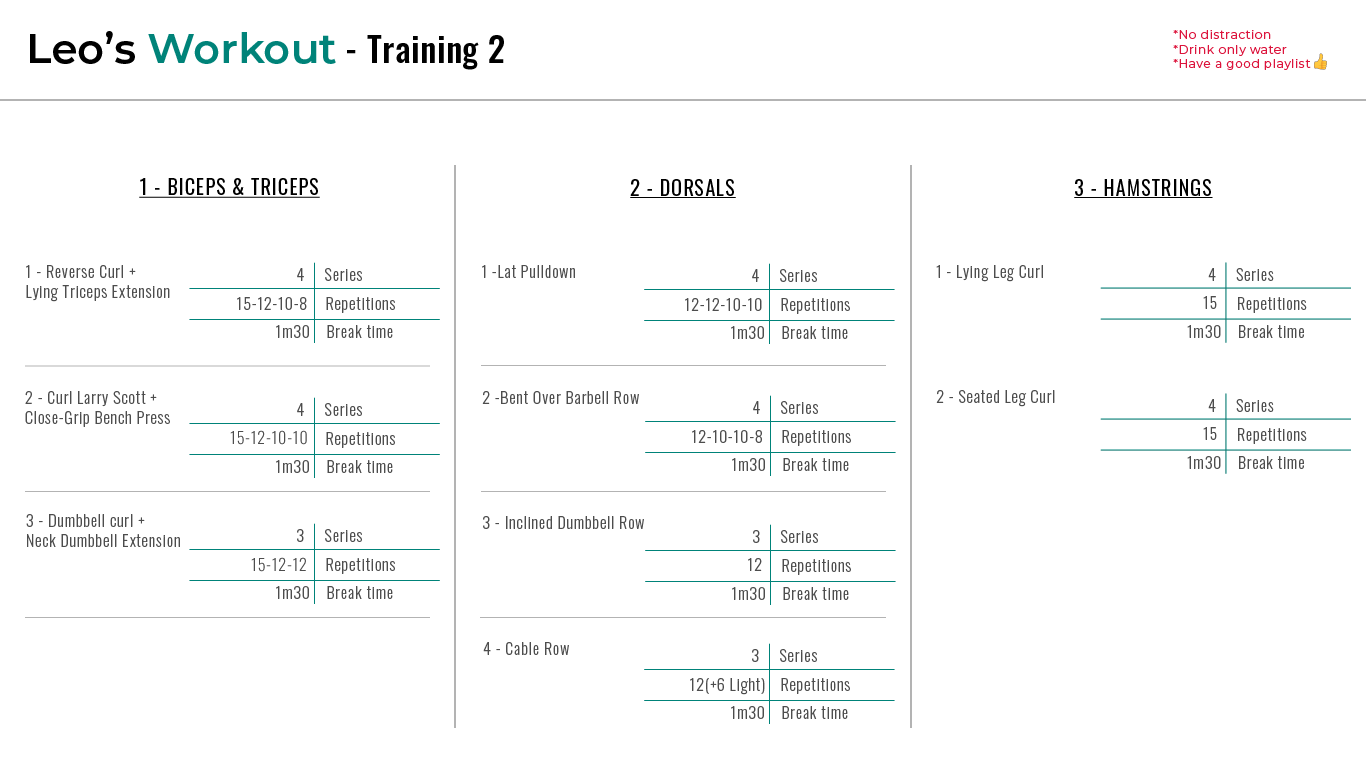 Leo's Workout - Training 2
*No distraction
*Drink only water
*Have a good playlist👍
1 - BICEPS & TRICEPS
1 - Reverse Curl +
Lying Triceps Extension
4 Series
15-12-10-8 Repetitions
1m30 Break time
2 - Curl Larry Scott +
Close-Grip Bench Press
4 Series
15-12-10-10 Repetitions
1m30 Break time
3 - Dumbbell curl +
Neck Dumbbell Extension
3 Series
15-12-12 Repetitions
1m30 Break time
2 - DORSALS
1 -Lat Pulldown
4 Series
12-12-10-10 Repetitions
1m30 Break time
2 -Bent Over Barbell Row
4 Series
12-10-10-8 Repetitions
1m30 Break time
3 - Inclined Dumbbell Row
3 Series
12 Repetitions
1m30 Break time
4 - Cable Row
3 Series
12(+6 Light) Repetitions
1m30 Break time
3 - HAMSTRINGS
1 - Lying Leg Curl
4 Series
15 Repetitions
1m30 Break time
2 - Seated Leg Curl
4 Series
15 Repetitions
1m30 Break time